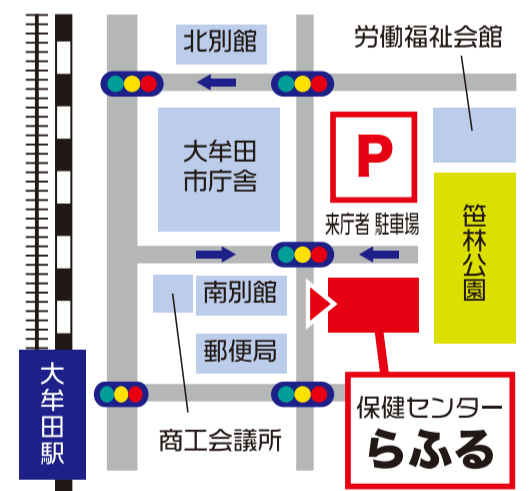 北別館
労働福祉会館
大牟田
市庁舎
P
来庁者 駐車場
笹林公園
南別館
郵便局
大牟田駅
商工会議所
保健センター
らふる